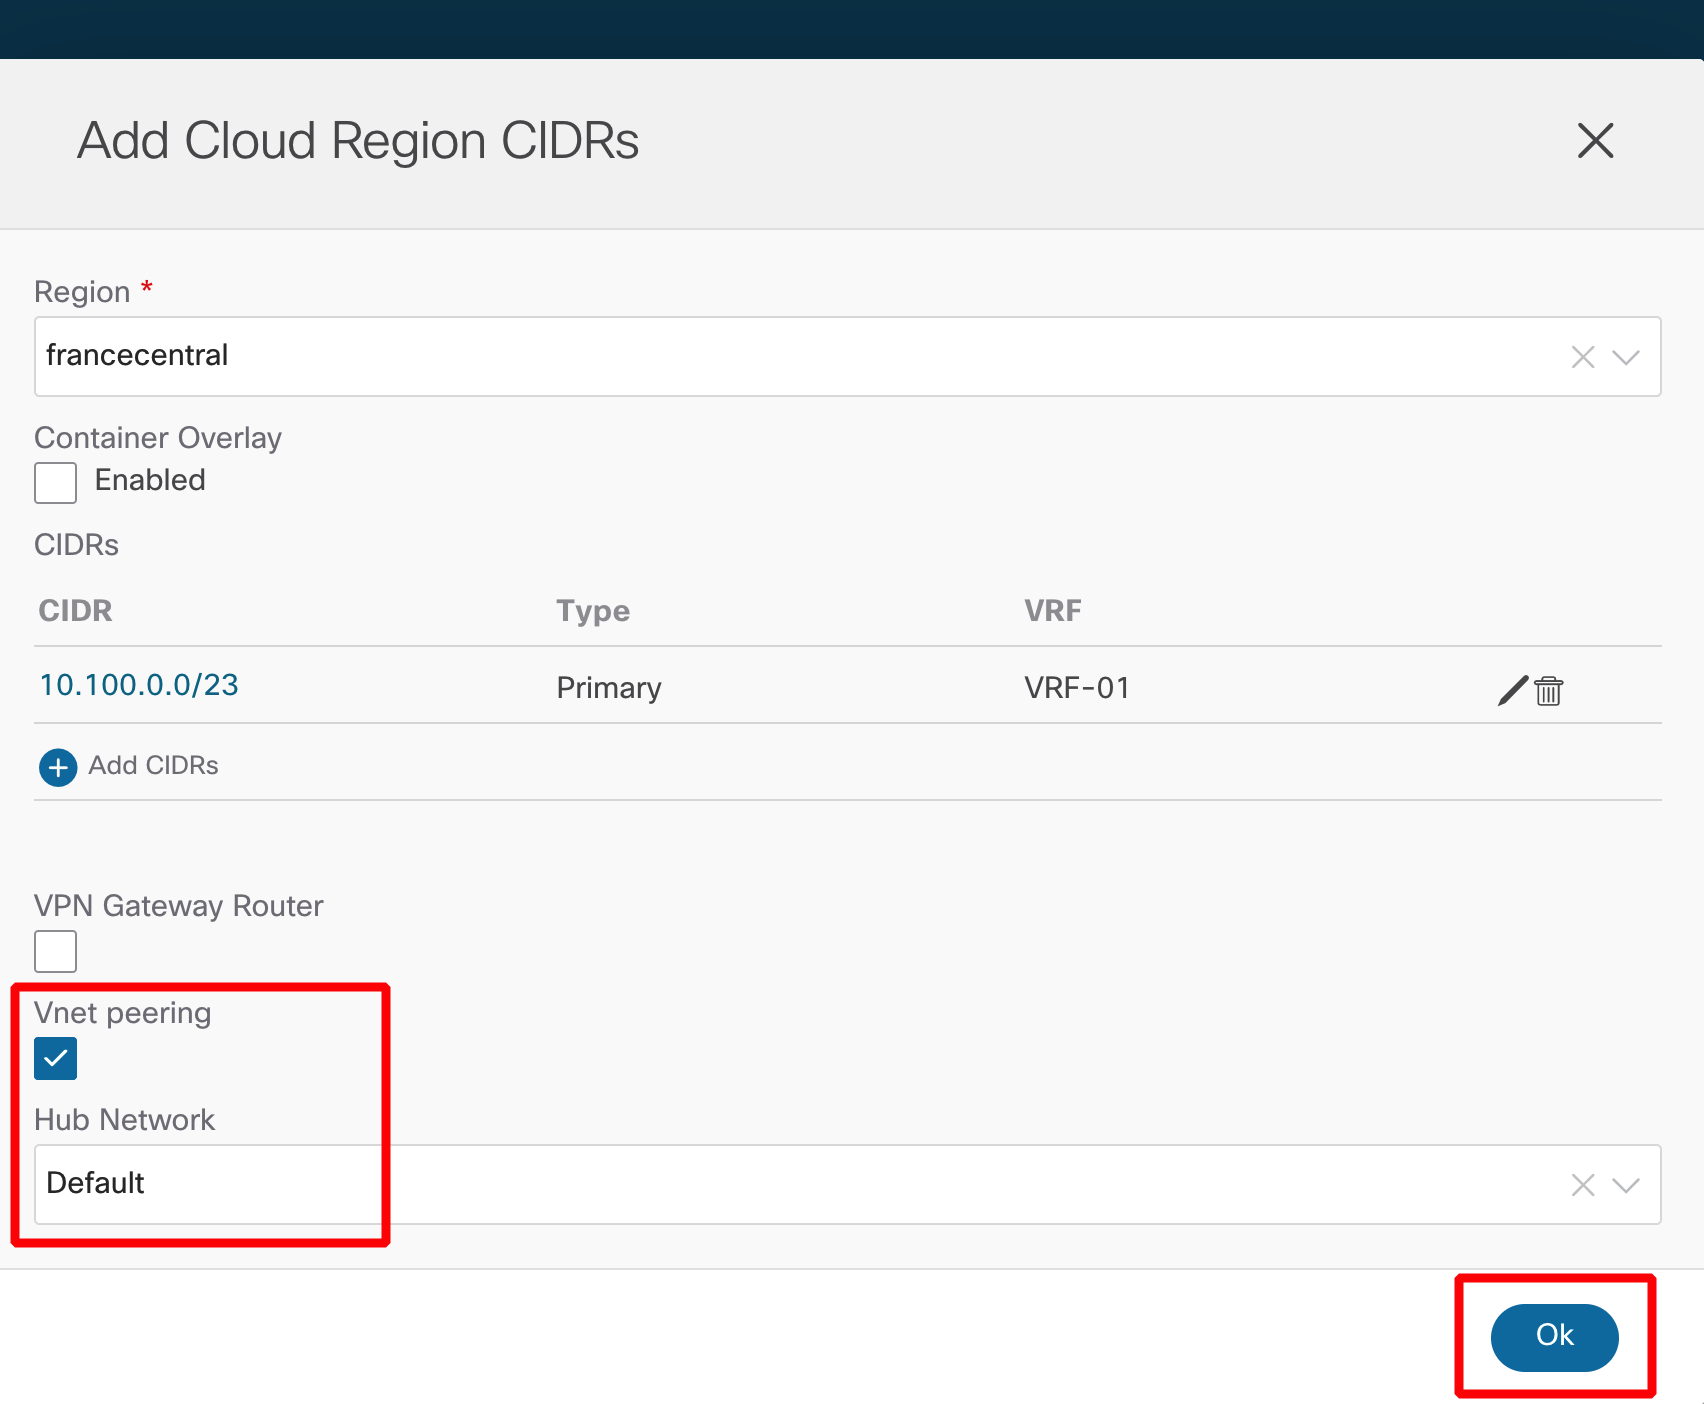 Add Cloud Region CIDRs
Region *
francecentral
Container Overlay
Enabled
CIDRs
CIDR Type VRF
10.100.0.0/23 Primary VRF-01
Add CIDRs
VPN Gateway Router
Vnet peering
Hub Network
Default
Ok